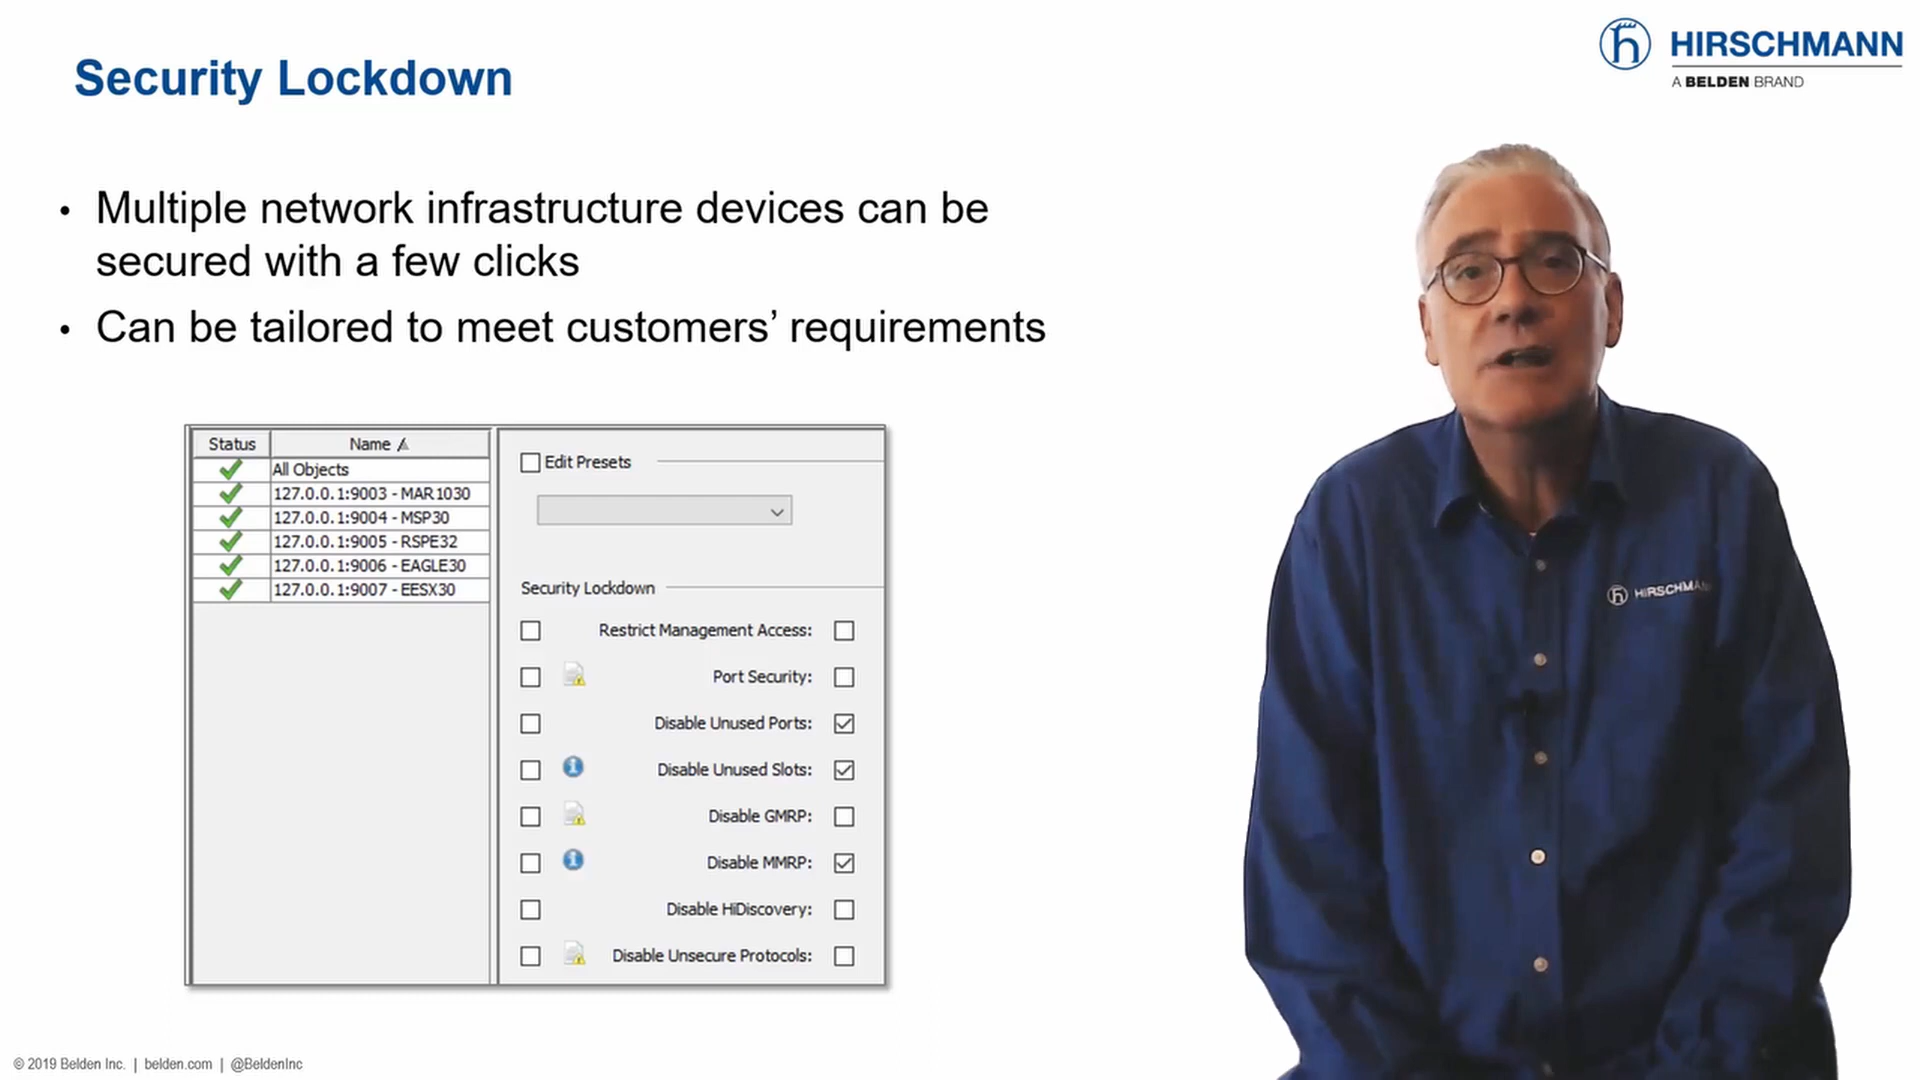 Security Lockdown
HIRSCHMANN
A BELDEN BRAND
• Multiple network infrastructure devices can be
secured with a few clicks
• Can be tailored to meet customers’ requirements
Status Name
All Objects
127.0.0.1:9003 - MAR1030
127.0.0.1:9004 - MSP30
127.0.0.1:9005 - RSPE32
127.0.0.1:9006 - EAGLE30
127.0.0.1:9007 - EESX30
Edit Presets
Security Lockdown
Restrict Management Access:
Port Security:
Disable Unused Ports:
Disable Unused Slots:
Disable GMRP:
Disable MMRP:
Disable HiDiscovery:
Disable Unsecure Protocols:
HIRSCHMAN
© 2019 Belden Inc. | belden.com | @BeldenInc